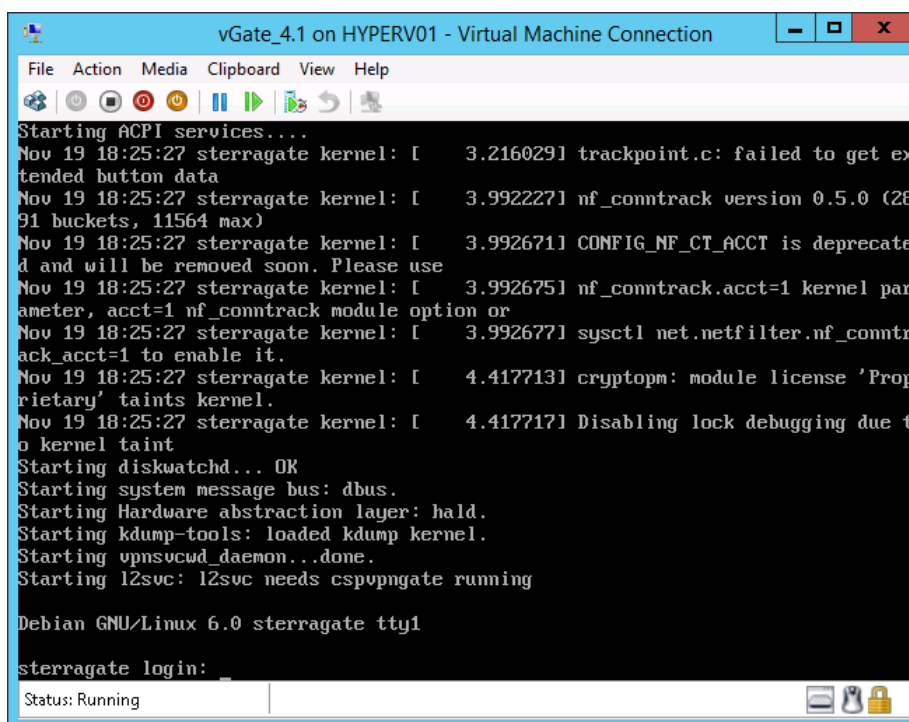 vGate_4.1 on HYPERV01 - Virtual Machine Connection
File Action Media Clipboard View Help
Starting ACPI services....
Nov 19 18:25:27 sterragate kernel: [    3.216029] trackpoint.c: failed to get ex
tended button data
Nov 19 18:25:27 sterragate kernel: [    3.992227] nf_conntrack version 0.5.0 (28
91 buckets, 11564 max)
Nov 19 18:25:27 sterragate kernel: [    3.992671] CONFIG_NF_CT_ACCT is deprecate
d and will be removed soon. Please use
Nov 19 18:25:27 sterragate kernel: [    3.992675] nf_conntrack.acct=1 kernel par
ameter, acct=1 nf_conntrack module option or
Nov 19 18:25:27 sterragate kernel: [    3.992677] sysctl net.netfilter.nf_conntr
ack_acct=1 to enable it.
Nov 19 18:25:27 sterragate kernel: [    4.417713] cryptopm: module license 'Prop
rietary' taints kernel.
Nov 19 18:25:27 sterragate kernel: [    4.417717] Disabling lock debugging due t
o kernel taint
Starting diskwatchd... OK
Starting system message bus: dbus.
Starting Hardware abstraction layer: hald.
Starting kdump-tools: loaded kdump kernel.
Starting vpnsvcwd_daemon...done.
Starting l2svc: l2svc needs cspvpngate running
Debian GNU/Linux 6.0 sterragate tty1
sterragate login: _
Status: Running